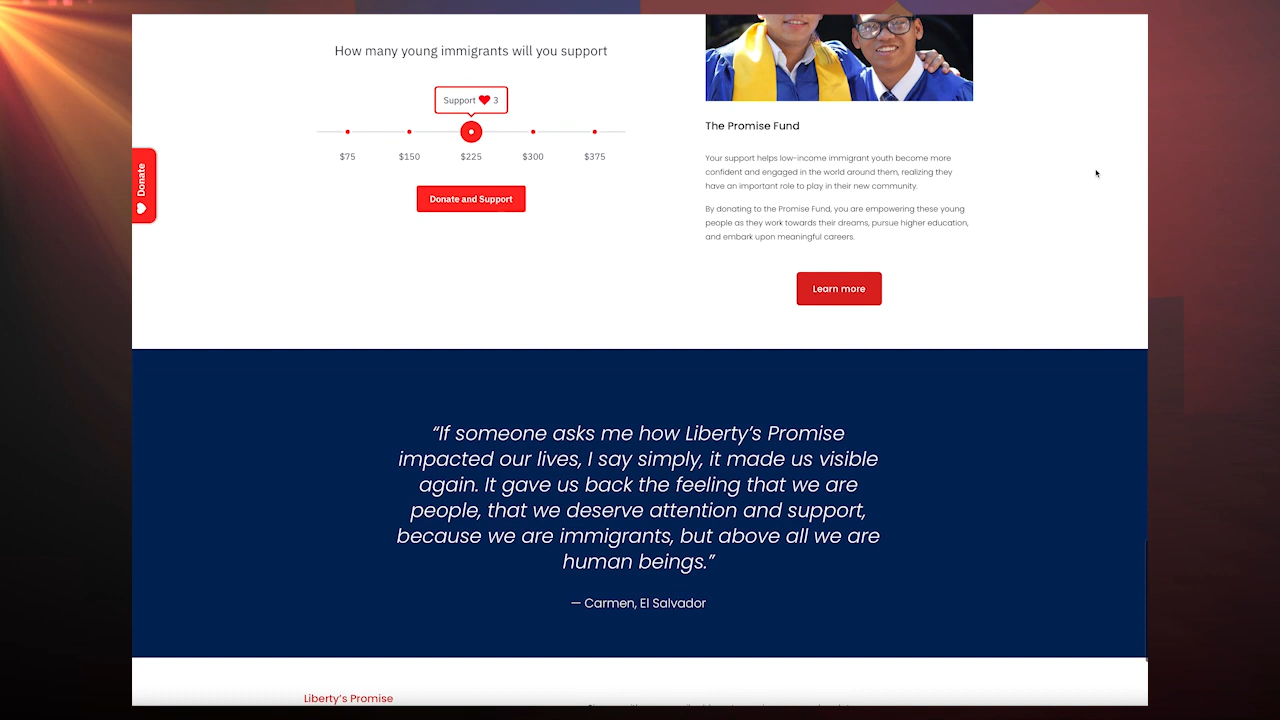 How many young immigrants will you support
Support 3
$75 $150 $225 $300 $375
Donate and Support
Donate
The Promise Fund
Your support helps low-income immigrant youth become more
confident and engaged in the world around them, realizing they
have an important role to play in their new community.
By donating to the Promise Fund, you are empowering these young
people as they work towards their dreams, pursue higher education,
and embark upon meaningful careers.
Learn more
“If someone asks me how Liberty’s Promise
impacted our lives, I say simply, it made us visible
again. It gave us back the feeling that we are
people, that we deserve attention and support,
because we are immigrants, but above all we are
human beings.”
— Carmen, El Salvador
Liberty’s Promise